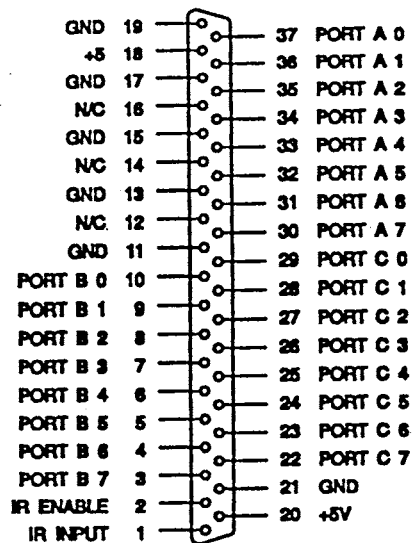 GND 19
+5 18
GND 17
N/C 16
GND 15
N/C 14
GND 13
N/C. 12
GND 11
PORT B 0 10
PORT B 1 9
PORT B 2 8
PORT B 3 7
PORT B 4 6
PORT B 5 5
PORT B 6 4
PORT B 7 3
IR ENABLE 2
IR INPUT 1
37 PORT A 0
36 PORT A 1
35 PORT A 2
34 PORT A 3
33 PORT A 4
32 PORT A 5
31 PORT A 6
30 PORT A 7
29 PORT C 0
28 PORT C 1
27 PORT C 2
26 PORT C 3
25 PORT C 4
24 PORT C 5
23 PORT C 6
22 PORT C 7
21 GND
20 +5V